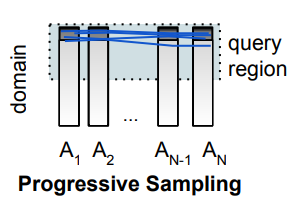 domain
query
region
...
A1 A2 AN-1 AN
Progressive Sampling